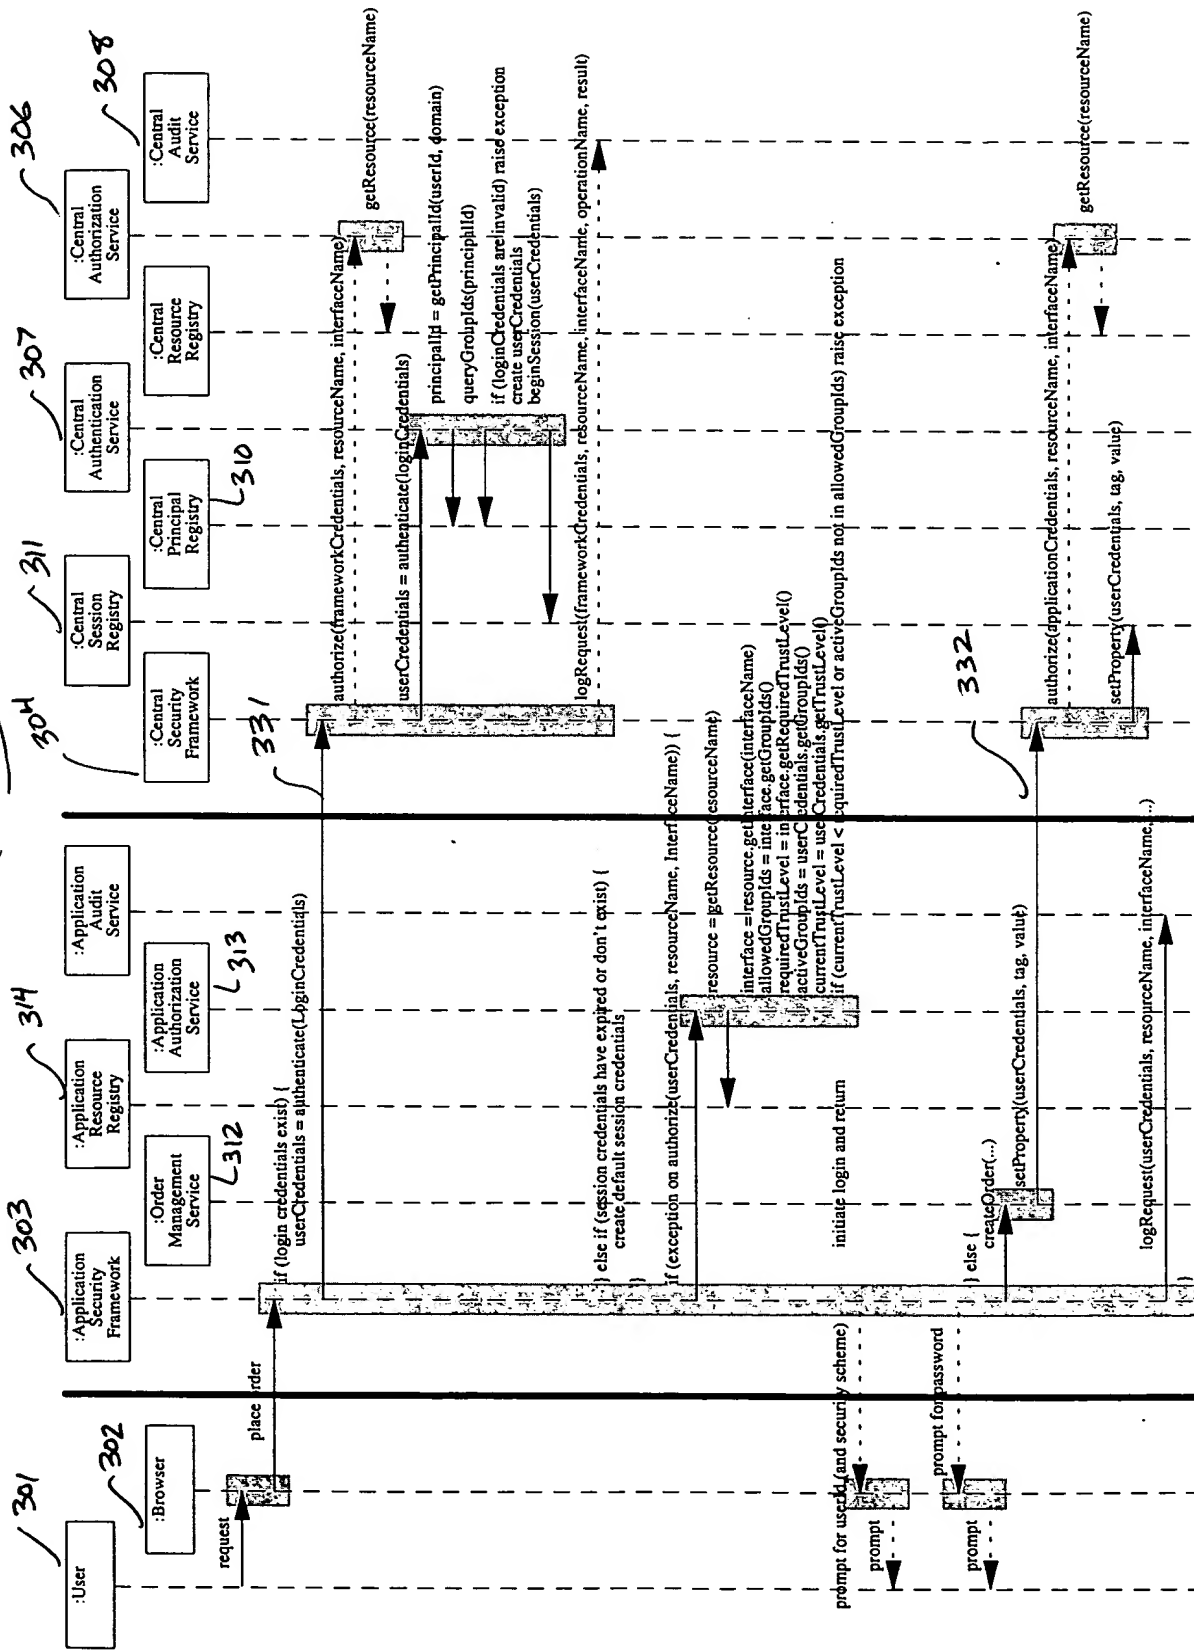 301
:User
302
:Browser
303
:Application
Security
Framework
:Order
Management
Service
312
314
:Application
Resource
Registry
:Application
Authorization
Service
313
:Application
Audit
Service
304
:Central
Security
Framework
311
:Central
Session
Registry
:Central
Principal
Registry
310
307
:Central
Authentication
Service
:Central
Resource
Registry
306
:Central
Authorization
Service
308
:Central
Audit
Service
request
place order
if (login credentials exist) {
userCredentials = authenticate(LoginCredentials)
331
authorize(frameworkCredentials, resourceName, interfaceName)
getResource(resourceName)
userCredentials = authenticate(loginCredentials)
principalId = getPrincipalId(userId, domain)
queryGroupIds(principalId)
if (loginCredentials are invalid) raise exception
create userCredentials
beginSession(userCredentials)
logRequest(frameworkCredentials, resourceName, interfaceName, operationName, result)
} else if (session credentials have expired or don't exist) {
create default session credentials
}
if (exception on authorize(userCredentials, resourceName, InterfaceName)) {
resource = getResource(resourceName)
interface = resource.getInterface(interfaceName)
allowedGroupIds = interface.getGroupIds()
requiredTrustLevel = interface.getRequiredTrustLevel()
activeGroupIds = userCredentials.getGroupIds()
currentTrustLevel = userCredentials.getTrustLevel()
if (currentTrustLevel < requiredTrustLevel or activeGroupIds not in allowedGroupIds) raise exception
initiate login and return
prompt for userId (and security scheme)
prompt
prompt for password
prompt
} else {
createOrder(...)
setProperty(userCredentials, tag, value)
332
authorize(applicationCredentials, resourceName, interfaceName)
getResource(resourceName)
setProperty(userCredentials, tag, value)
logRequest(userCredentials, resourceName, interfaceName,...)
}